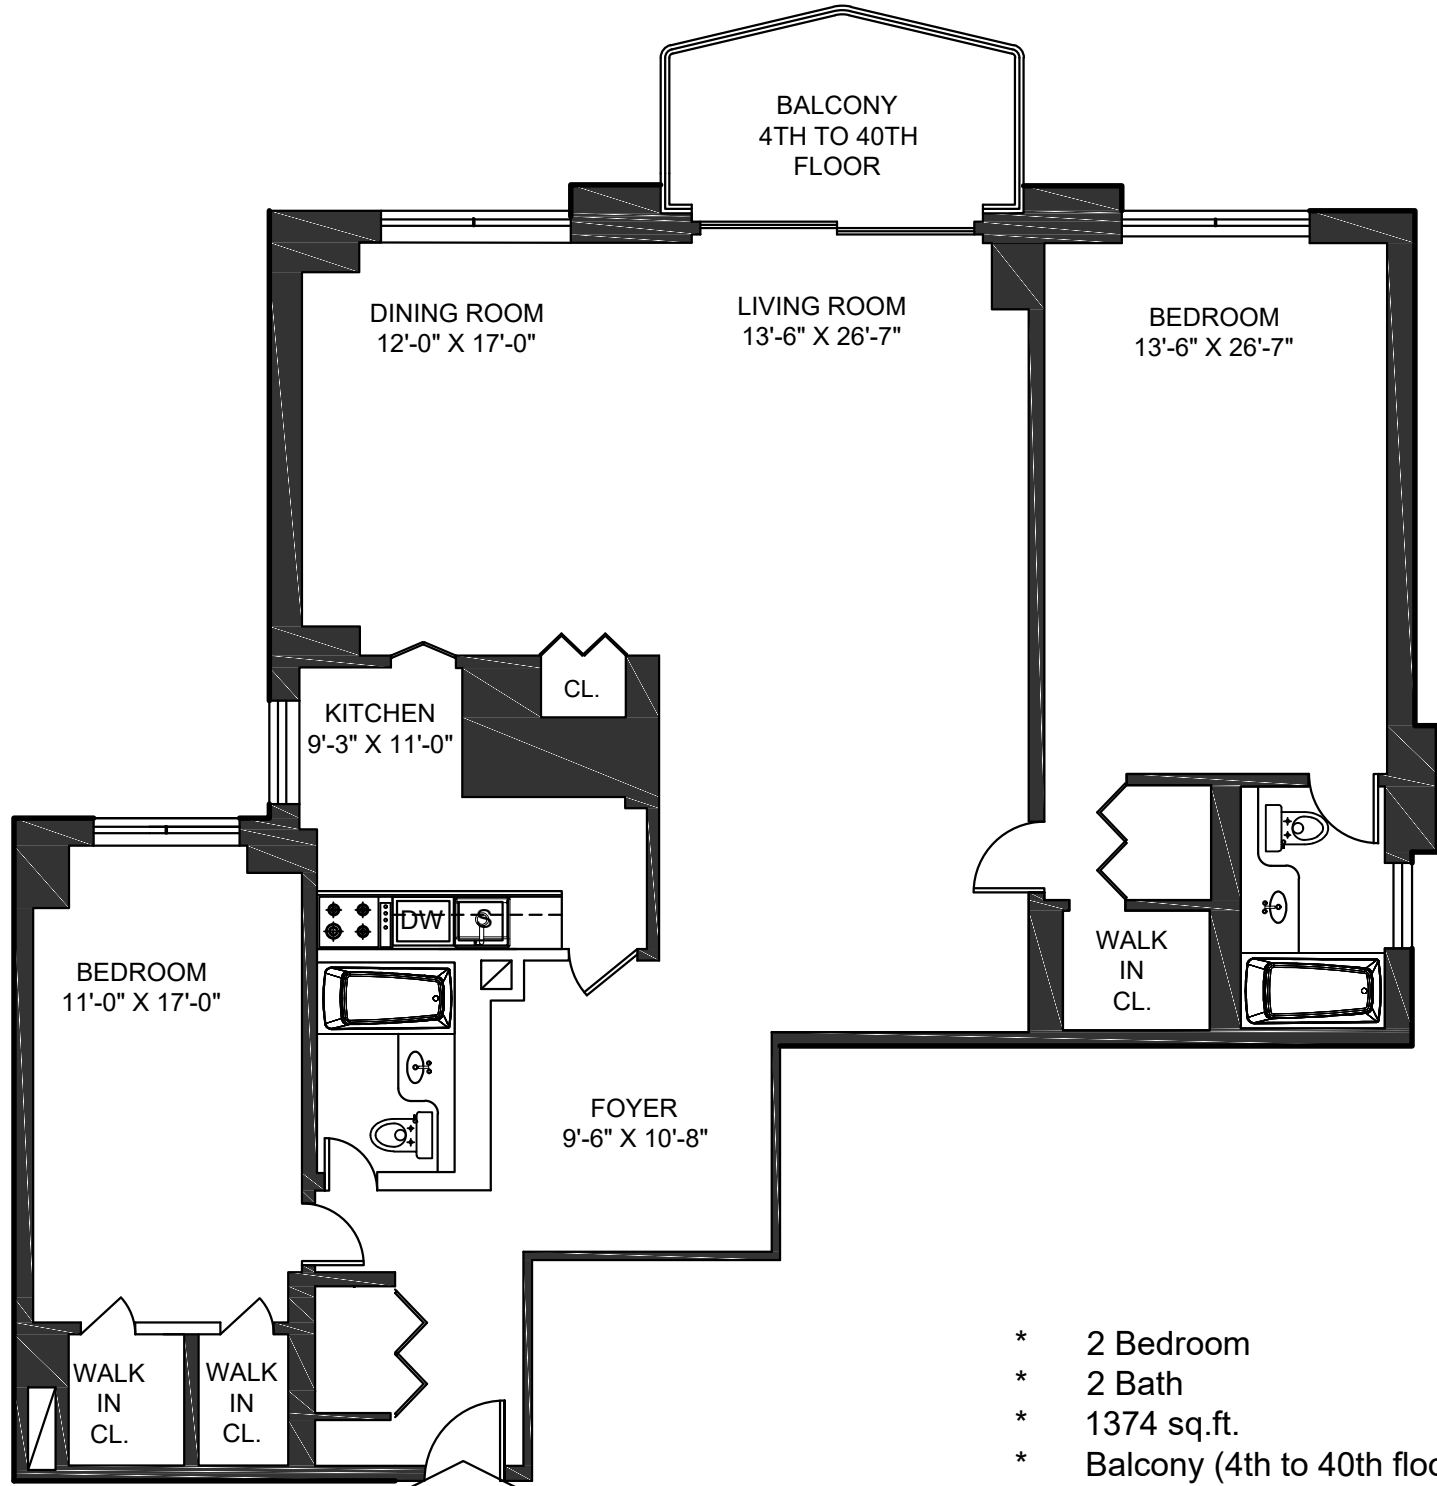 BALCONY
4TH TO 40TH
FLOOR
DINING ROOM
12'-0" X 17'-0"
LIVING ROOM
13'-6" X 26'-7"
BEDROOM
13'-6" X 26'-7"
CL.
KITCHEN
9'-3" X 11'-0"
DW
WALK
IN
CL.
BEDROOM
11'-0" X 17'-0"
FOYER
9'-6" X 10'-8"
WALK
IN
CL.
WALK
IN
CL.
* 2 Bedroom
* 2 Bath
* 1374 sq.ft.
* Balcony (4th to 40th